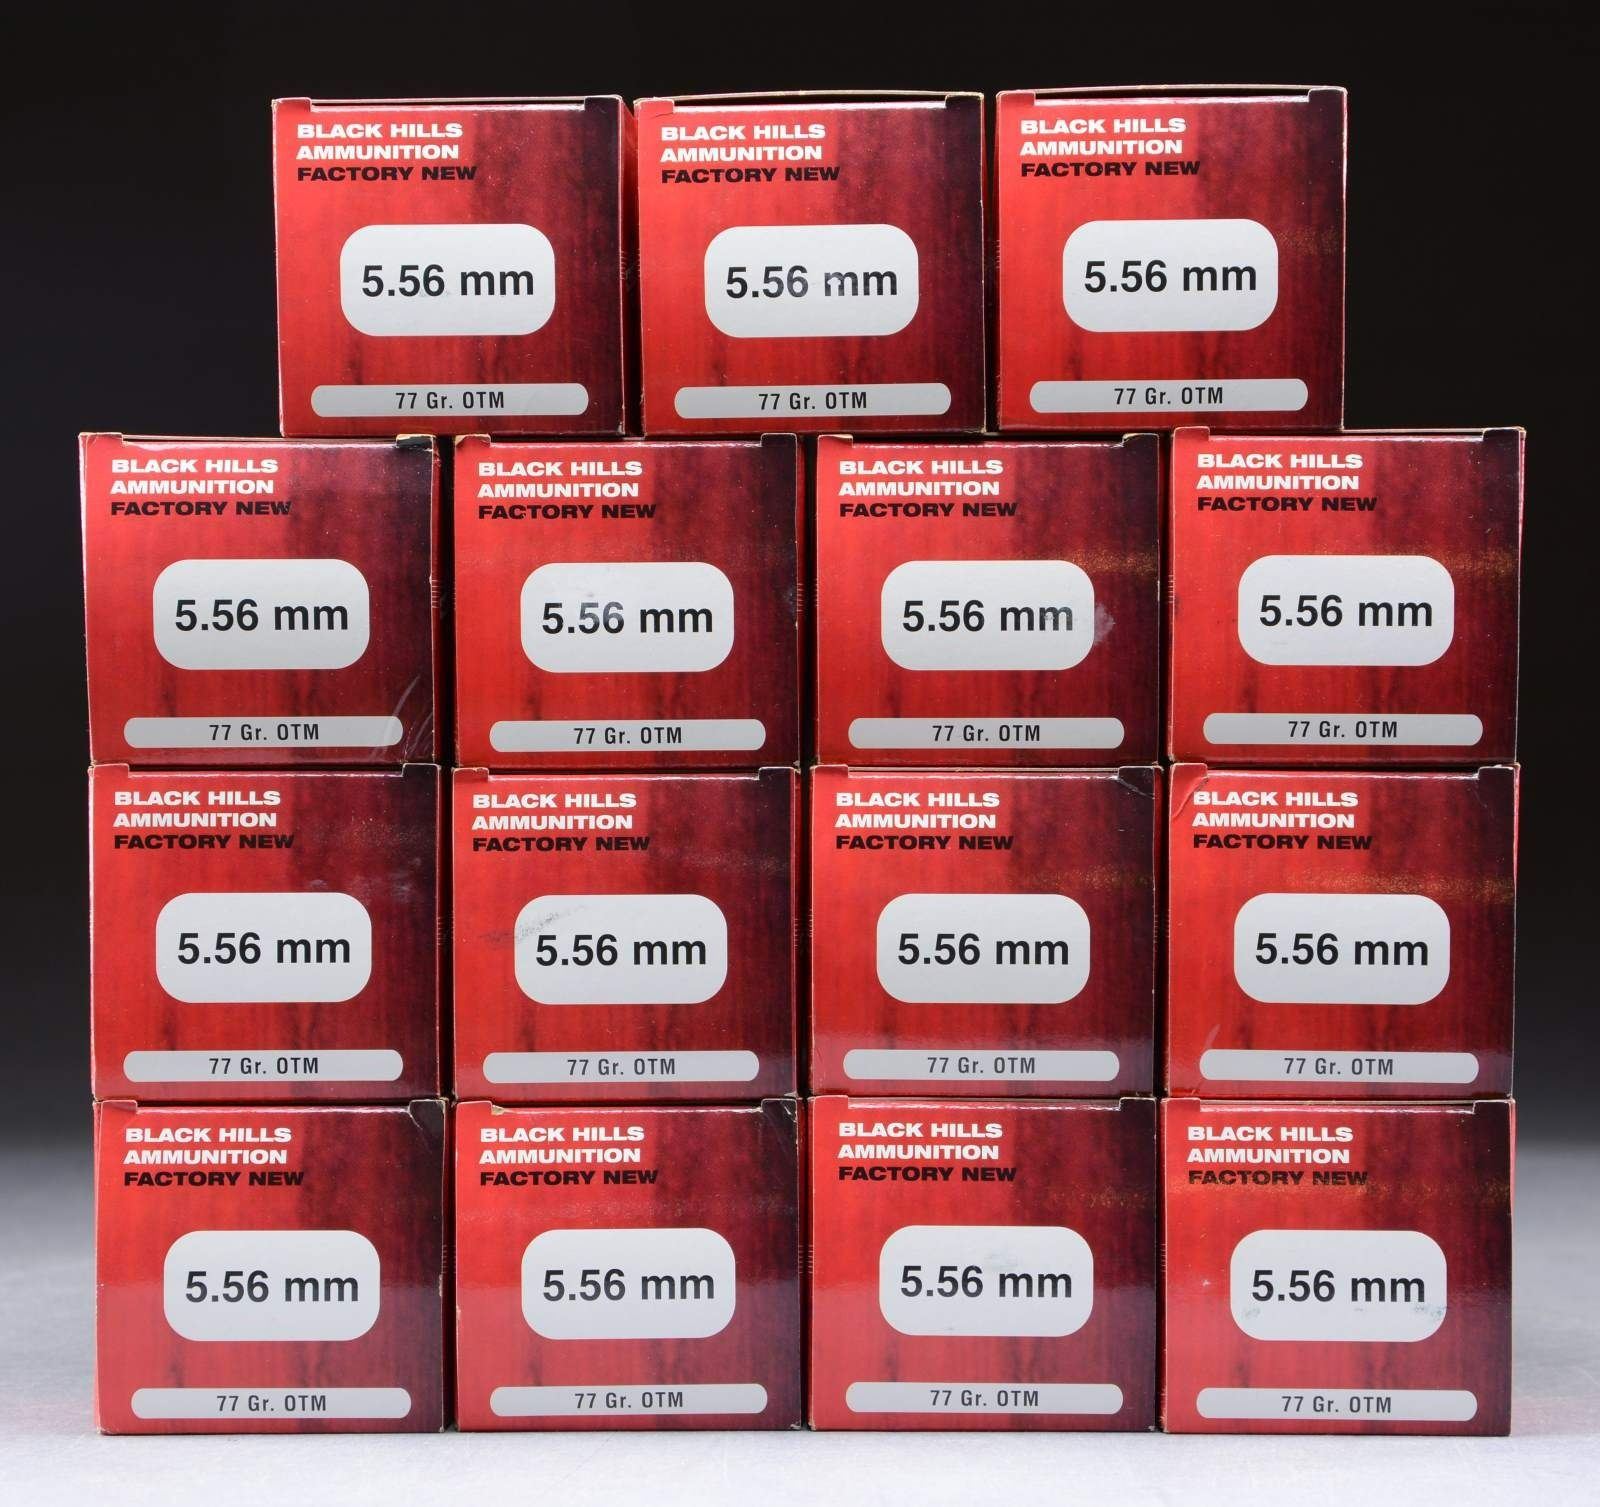 BLACK HILLS
AMMUNITION
FACTORY NEW
5.56 mm
77 Gr. OTM
BLACK HILLS
AMMUNITION
FACTORY NEW
5.56 mm
77 Gr. OTM
BLACK HILLS
AMMUNITION
FACTORY NEW
5.56 mm
77 Gr. OTM
BLACK HILLS
AMMUNITION
FACTORY NEW
5.56 mm
77 Gr. OTM
BLACK HILLS
AMMUNITION
FACTORY NEW
5.56 mm
77 Gr. OTM
BLACK HILLS
AMMUNITION
FACTORY NEW
5.56 mm
77 Gr. OTM
BLACK HILLS
AMMUNITION
FACTORY NEW
5.56 mm
77 Gr. OTM
BLACK HILLS
AMMUNITION
FACTORY NEW
5.56 mm
77 Gr. OTM
BLACK HILLS
AMMUNITION
FACTORY NEW
5.56 mm
77 Gr. OTM
BLACK HILLS
AMMUNITION
FACTORY NEW
5.56 mm
77 Gr. OTM
BLACK HILLS
AMMUNITION
FACTORY NEW
5.56 mm
77 Gr. OTM
BLACK HILLS
AMMUNITION
FACTORY NEW
5.56 mm
77 Gr. OTM
BLACK HILLS
AMMUNITION
FACTORY NEW
5.56 mm
77 Gr. OTM
BLACK HILLS
AMMUNITION
FACTORY NEW
5.56 mm
77 Gr. OTM
BLACK HILLS
AMMUNITION
FACTORY NEW
5.56 mm
77 Gr. OTM